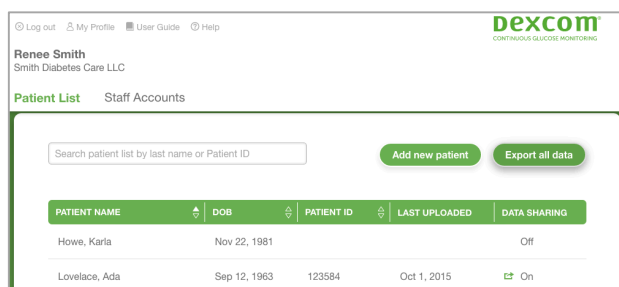 Log out My Profile User Guide Help
Dexcom
CONTINUOUS GLUCOSE MONITORING
Renee Smith
Smith Diabetes Care LLC
Patient List Staff Accounts
Search patient list by last name or Patient ID Add new patient Export all data
PATIENT NAME DOB PATIENT ID LAST UPLOADED DATA SHARING
Howe, Karla Nov 22, 1981 Off
Lovelace, Ada Sep 12, 1963 123584 Oct 1, 2015 On